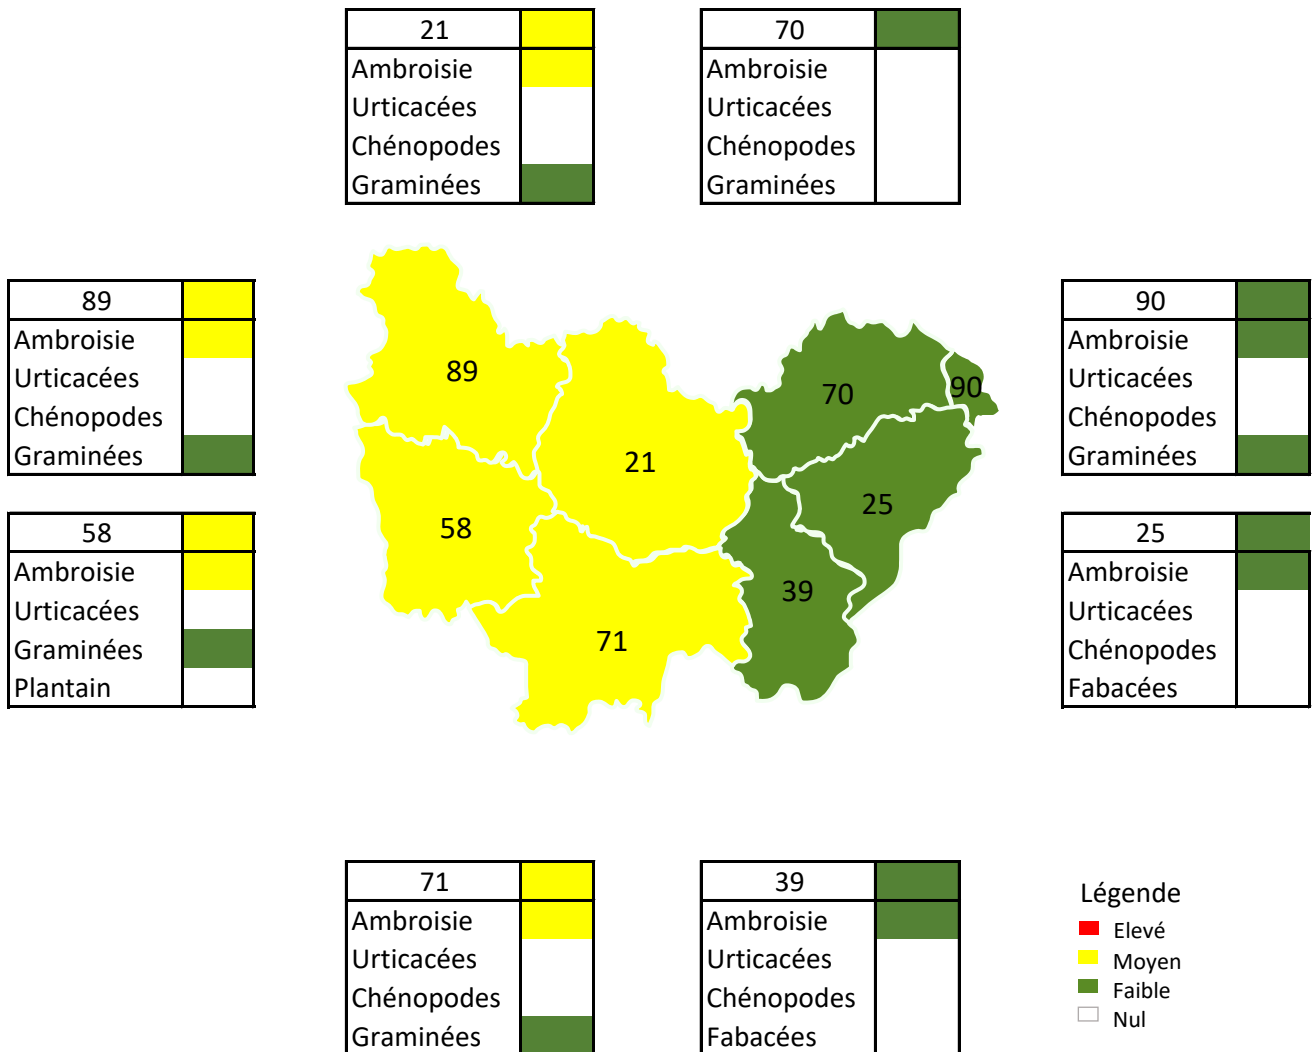 21
Ambroisie
Urticacées
Chénopodes
Graminées
70
Ambroisie
Urticacées
Chénopodes
Graminées
89
Ambroisie
Urticacées
Chénopodes
Graminées
58
Ambroisie
Urticacées
Graminées
Plantain
89
70
90
21
25
58
39
71
90
Ambroisie
Urticacées
Chénopodes
Graminées
25
Ambroisie
Urticacées
Chénopodes
Fabacées
71
Ambroisie
Urticacées
Chénopodes
Graminées
39
Ambroisie
Urticacées
Chénopodes
Fabacées
Légende
Elevé
Moyen
Faible
Nul